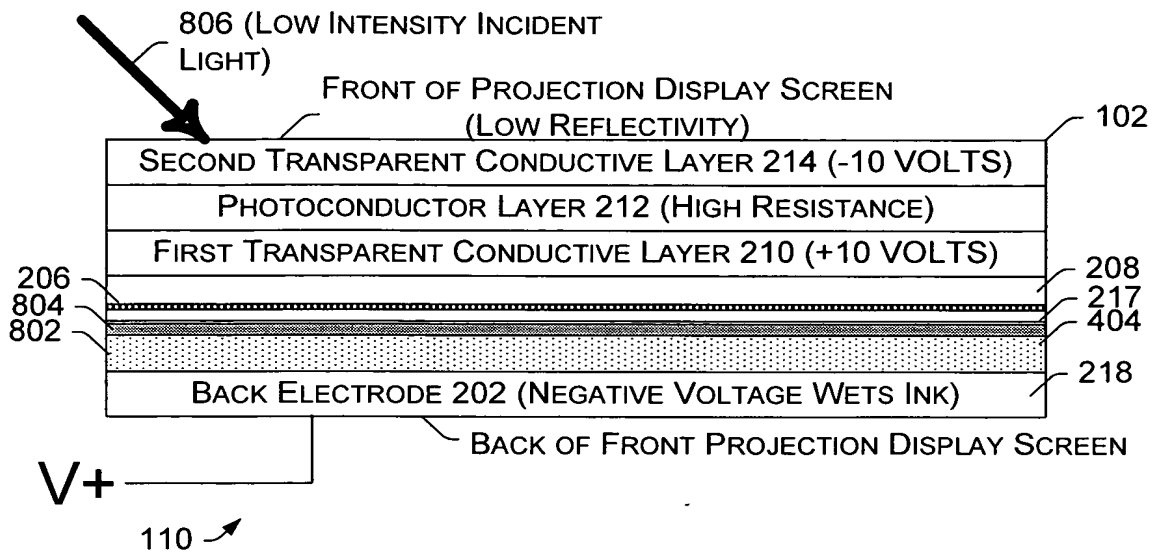 806 (Low Intensity Incident
Light)
Front of Projection Display Screen
(Low Reflectivity)
102
Second Transparent Conductive Layer 214 (-10 VOLTS)
Photoconductor Layer 212 (High Resistance)
First Transparent Conductive Layer 210 (+10 VOLTS)
206
208
804
217
802
404
Back Electrode 202 (Negative Voltage Wets Ink)
218
Back of Front Projection Display Screen
V+
110